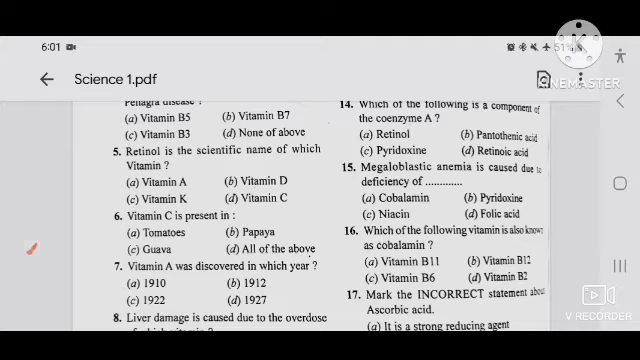 6:01
51%
Science 1.pdf
KINEMASTER
Pellagra disease ?
(a) Vitamin B5 (b) Vitamin B7
(c) Vitamin B3 (d) None of above
5. Retinol is the scientific name of which
Vitamin ?
(a) Vitamin A (b) Vitamin D
(c) Vitamin K (d) Vitamin C
6. Vitamin C is present in :
(a) Tomatoes (b) Papaya
(c) Guava (d) All of the above
7. Vitamin A was discovered in which year ?
(a) 1910 (b) 1912
(c) 1922 (d) 1927
8. Liver damage is caused due to the overdose
of which vitamin ?
14. Which of the following is a component of
the coenzyme A ?
(a) Retinol (b) Pantothenic acid
(c) Pyridoxine (d) Retinoic acid
15. Megaloblastic anemia is caused due to
deficiency of .............
(a) Cobalamin (b) Pyridoxine
(c) Niacin (d) Folic acid
16. Which of the following vitamin is also known
as cobalamin ?
(a) Vitamin B11 (b) Vitamin B12
(c) Vitamin B6 (d) Vitamin B2
17. Mark the INCORRECT statement about
Ascorbic acid.
(a) It is a strong reducing agent
V RECORDER